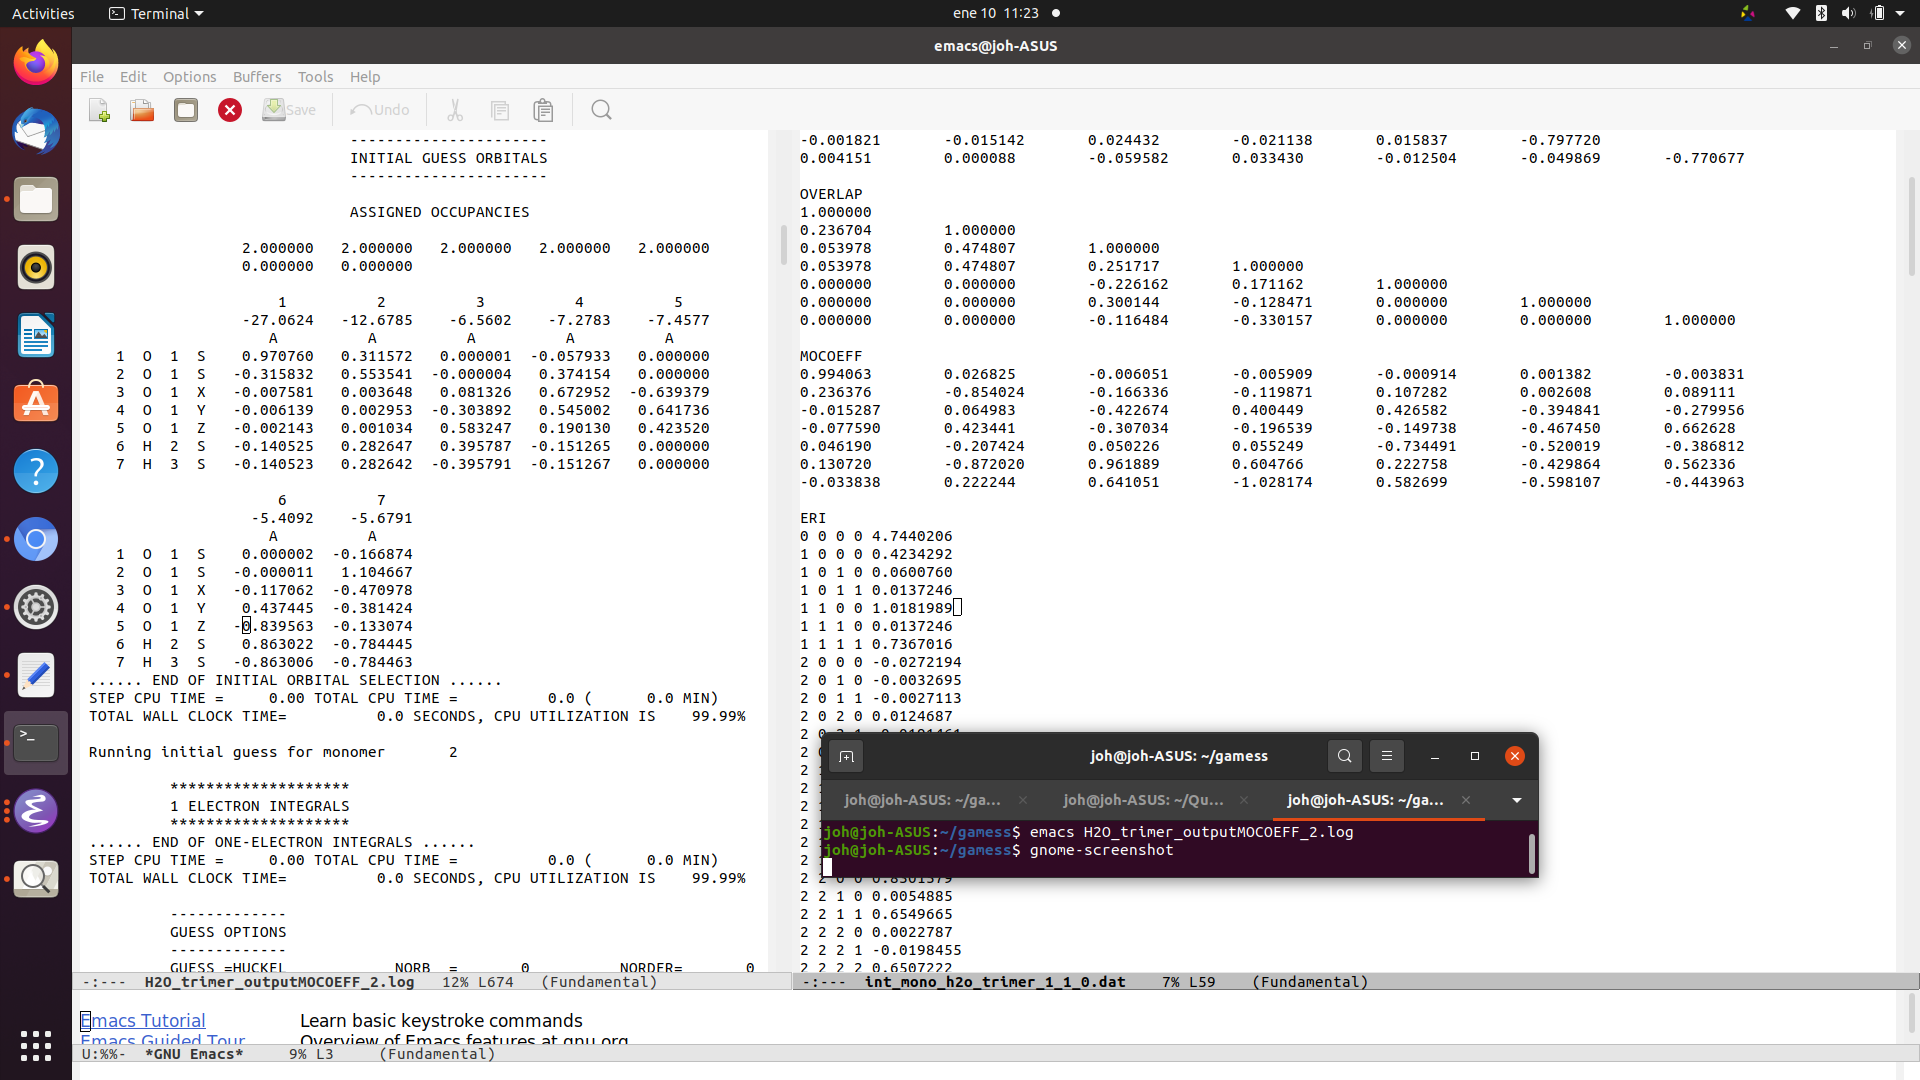 Activities Terminal ene 10 11:23
emacs@joh-ASUS
File Edit Options Buffers Tools Help
Save Undo
----------------------
INITIAL GUESS ORBITALS
----------------------
ASSIGNED OCCUPANCIES
2.000000 2.000000 2.000000 2.000000 2.000000
0.000000 0.000000
1 2 3 4 5
-27.0624 -12.6785 -6.5602 -7.2783 -7.4577
A A A A A
1 O 1 S 0.970760 0.311572 0.000001 -0.057933 0.000000
2 O 1 S -0.315832 0.553541 -0.000004 0.374154 0.000000
3 O 1 X -0.007581 0.003648 0.081326 0.672952 -0.639379
4 O 1 Y -0.006139 0.002953 -0.303892 0.545002 0.641736
5 O 1 Z -0.002143 0.001034 0.583247 0.190130 0.423520
6 H 2 S -0.140525 0.282647 0.395787 -0.151265 0.000000
7 H 3 S -0.140523 0.282642 -0.395791 -0.151267 0.000000
6 7
-5.4092 -5.6791
A A
1 O 1 S 0.000002 -0.166874
2 O 1 S -0.000011 1.104667
3 O 1 X -0.117062 -0.470978
4 O 1 Y 0.437445 -0.381424
5 O 1 Z -0.839563 -0.133074
6 H 2 S 0.863022 -0.784445
7 H 3 S -0.863006 -0.784463
...... END OF INITIAL ORBITAL SELECTION ......
STEP CPU TIME = 0.00 TOTAL CPU TIME = 0.0 ( 0.0 MIN)
TOTAL WALL CLOCK TIME= 0.0 SECONDS, CPU UTILIZATION IS 99.99%
Running initial guess for monomer 2
********************
1 ELECTRON INTEGRALS
********************
...... END OF ONE-ELECTRON INTEGRALS ......
STEP CPU TIME = 0.00 TOTAL CPU TIME = 0.0 ( 0.0 MIN)
TOTAL WALL CLOCK TIME= 0.0 SECONDS, CPU UTILIZATION IS 99.99%
-------------
GUESS OPTIONS
-------------
GUESS =HUCKEL NORB = 0 NORDER= 0
-:--- H2O_trimer_outputMOCOEFF_2.log 12% L674 (Fundamental)
-0.001821 -0.015142 0.024432 -0.021138 0.015837 -0.797720
0.004151 0.000088 -0.059582 0.033430 -0.012504 -0.049869 -0.770677
OVERLAP
1.000000
0.236704 1.000000
0.053978 0.474807 1.000000
0.053978 0.474807 0.251717 1.000000
0.000000 0.000000 -0.226162 0.171162 1.000000
0.000000 0.000000 0.300144 -0.128471 0.000000 1.000000
0.000000 0.000000 -0.116484 -0.330157 0.000000 0.000000 1.000000
MOCOEFF
0.994063 0.026825 -0.006051 -0.005909 -0.000914 0.001382 -0.003831
0.236376 -0.854024 -0.166336 -0.119871 0.107282 0.002608 0.089111
-0.015287 0.064983 -0.422674 0.400449 0.426582 -0.394841 -0.279956
-0.077590 0.423441 -0.307034 -0.196539 -0.149738 -0.467450 0.662628
0.046190 -0.207424 0.050226 0.055249 -0.734491 -0.520019 -0.386812
0.130720 -0.872020 0.961889 0.604766 0.222758 -0.429864 0.562336
-0.033838 0.222244 0.641051 -1.028174 0.582699 -0.598107 -0.443963
ERI
0 0 0 0 4.7440206
1 0 0 0 0.4234292
1 0 1 0 0.0600760
1 0 1 1 0.0137246
1 1 0 0 1.0181989
1 1 1 0 0.0137246
1 1 1 1 0.7367016
2 0 0 0 -0.0272194
2 0 1 0 -0.0032695
2 0 1 1 -0.0027113
2 0 2 0 0.0124687
2 0
2 0
2
2
2
2
2
2
2 2 0 0 0.8301379
2 2 1 0 0.0054885
2 2 1 1 0.6549665
2 2 2 0 0.0022787
2 2 2 1 -0.0198455
2 2 2 2 0.6507222
-:--- int_mono_h2o_trimer_1_1_0.dat 7% L59 (Fundamental)
joh@joh-ASUS: ~/gamess
joh@joh-ASUS: ~/ga... joh@joh-ASUS: ~/Qu... joh@joh-ASUS: ~/ga...
joh@joh-ASUS:~/gamess$ emacs H2O_trimer_outputMOCOEFF_2.log
joh@joh-ASUS:~/gamess$ gnome-screenshot
Emacs Tutorial Learn basic keystroke commands
Emacs Guided Tour Overview of Emacs features at gnu.org
U:%%- *GNU Emacs* 9% L3 (Fundamental)